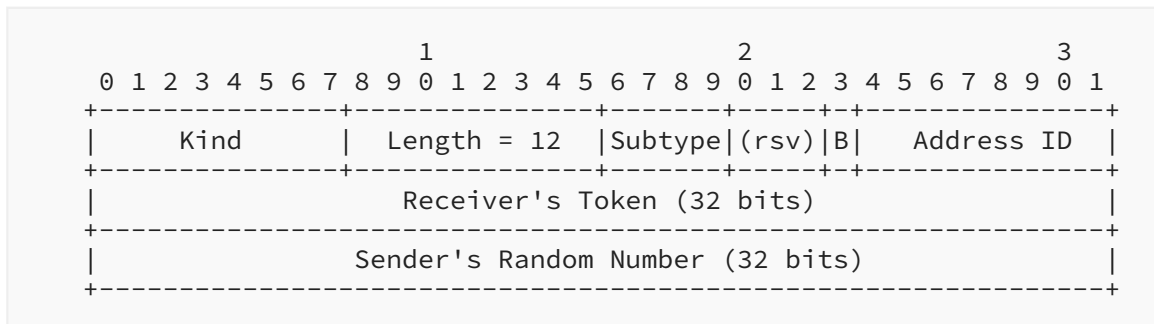 1                   2                   3
 0 1 2 3 4 5 6 7 8 9 0 1 2 3 4 5 6 7 8 9 0 1 2 3 4 5 6 7 8 9 0 1
+---------------+---------------+-------+-----+-+---------------+
|     Kind      |  Length = 12  |Subtype|(rsv)|B|   Address ID  |
+---------------+---------------+-------+-----+-+---------------+
|                   Receiver's Token (32 bits)                  |
+---------------------------------------------------------------+
|                Sender's Random Number (32 bits)               |
+---------------------------------------------------------------+